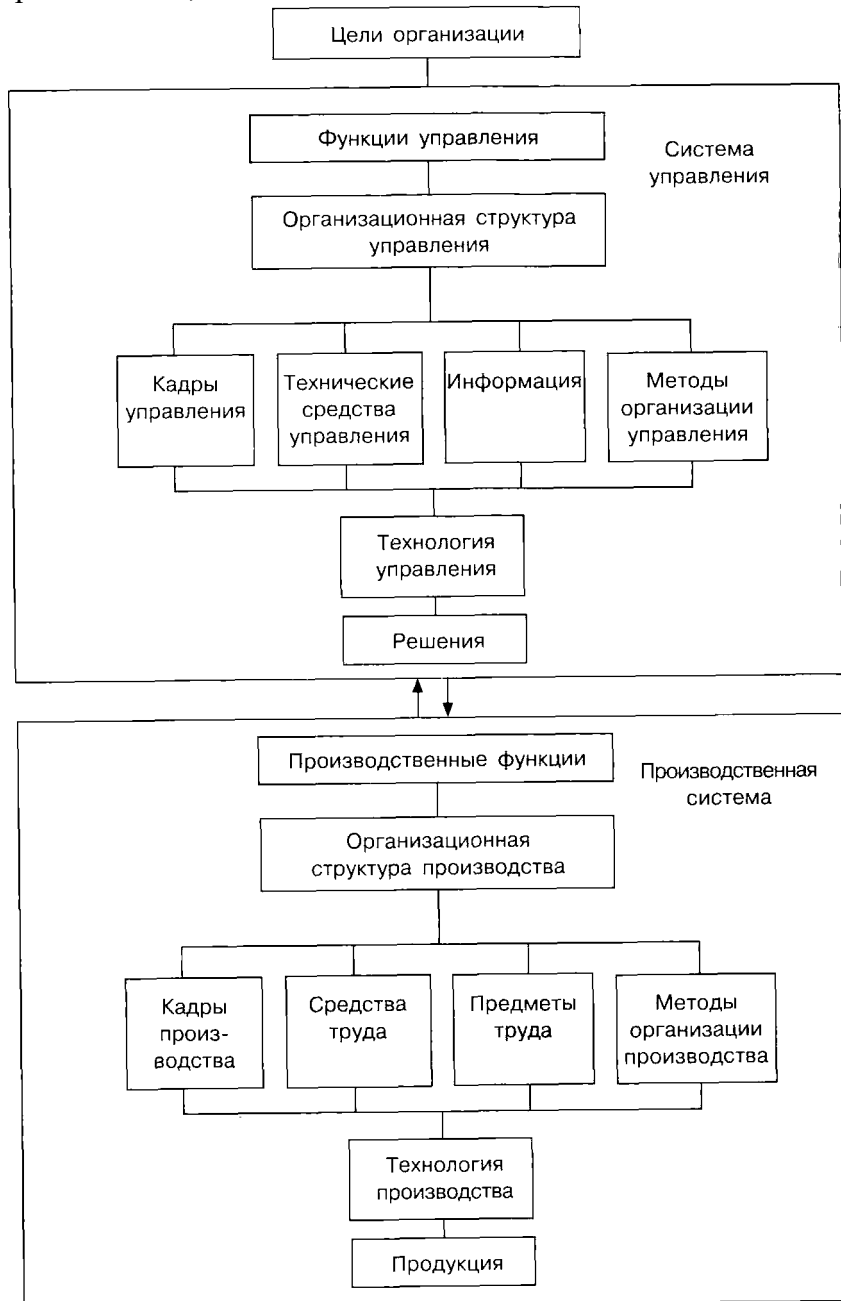 Цели организации
Функции управления
Система
управления
Организационная структура
управления
Кадры
управления
Технические
средства
управления
Информация
Методы
организации
управления
Технология
управления
Решения
Производственные функции
Производственная
система
Организационная
структура производства
Кадры
произ-
водства
Средства
труда
Предметы
труда
Методы
организации
производства
Технология
производства
Продукция